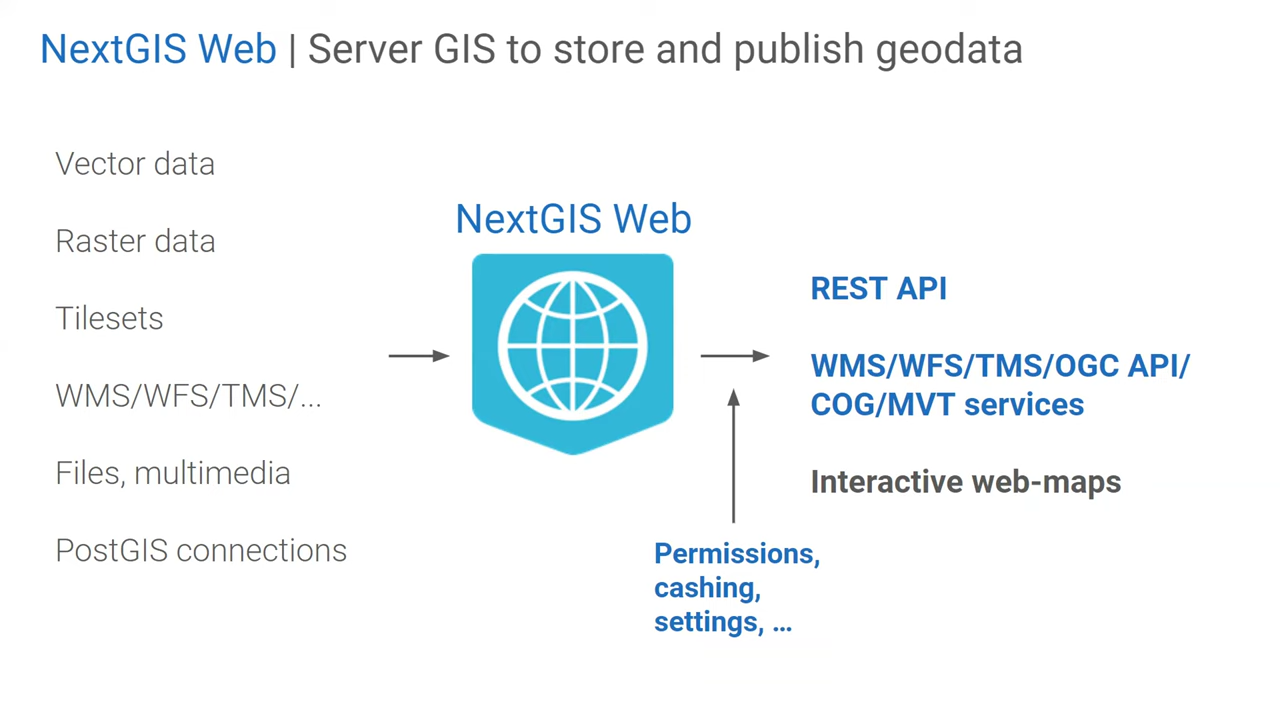 NextGIS Web | Server GIS to store and publish geodata
Vector data
Raster data
Tilesets
WMS/WFS/TMS/...
Files, multimedia
PostGIS connections
NextGIS Web
REST API
WMS/WFS/TMS/OGC API/
COG/MVT services
Interactive web-maps
Permissions,
cashing,
settings, ...